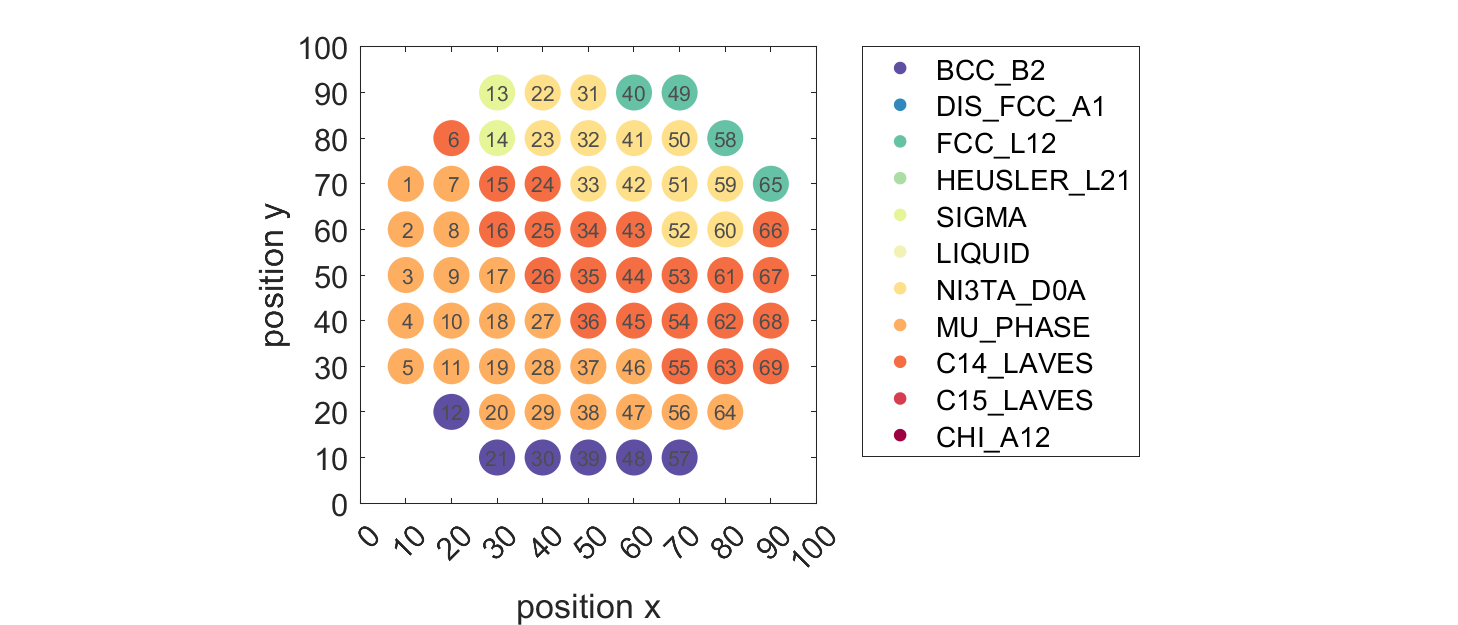 100
90
80
70
60
50
40
30
20
10
0
13 22 31 40 49
6 14 23 32 41 50 58
1 7 15 24 33 42 51 59 65
2 8 16 25 34 43 52 60 66
3 9 17 26 35 44 53 61 67
4 10 18 27 36 45 54 62 68
5 11 19 28 37 46 55 63 69
12 20 29 38 47 56 64
21 30 39 48 57
0 10 20 30 40 50 60 70 80 90 100
position x
position y
BCC_B2
DIS_FCC_A1
FCC_L12
HEUSLER_L21
SIGMA
LIQUID
NI3TA_D0A
MU_PHASE
C14_LAVES
C15_LAVES
CHI_A12